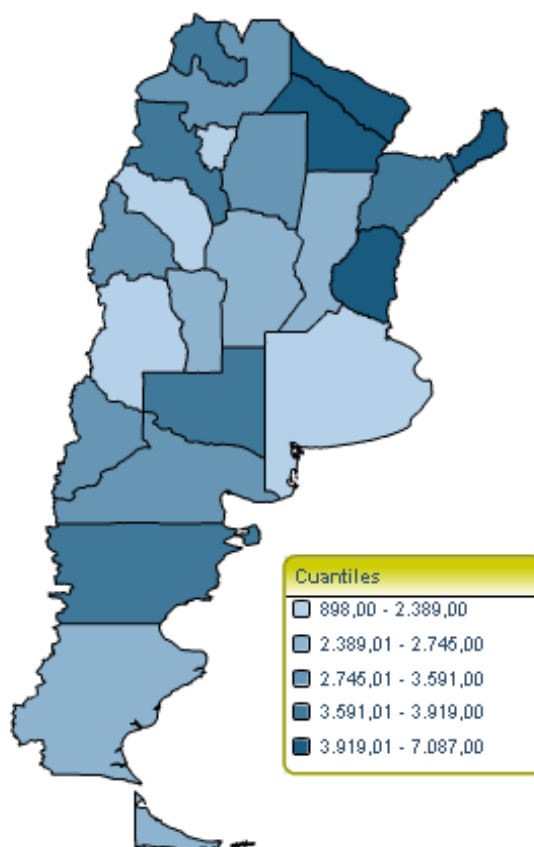 Cuantiles
898,00 - 2.389,00
2.389,01 - 2.745,00
2.745,01 - 3.591,00
3.591,01 - 3.919,00
3.919,01 - 7.087,00